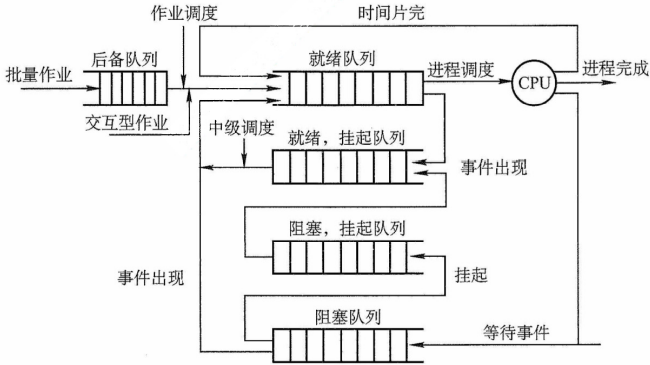 作业调度
时间片完
后备队列
就绪队列
批量作业
进程调度
CPU
进程完成
交互型作业
中级调度
就绪，挂起队列
事件出现
阻塞，挂起队列
事件出现
挂起
阻塞队列
等待事件